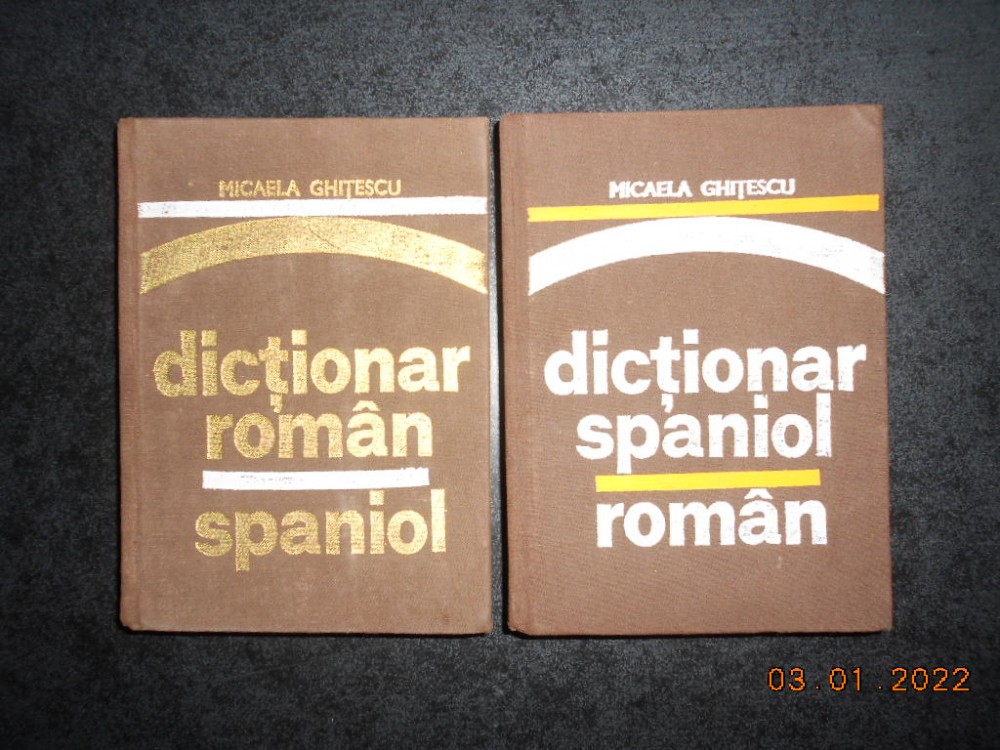 MICAELA GHIȚESCU
dicționar
român
spaniol
MICAELA GHIȚESCU
dicționar
spaniol
român
03.01.2022